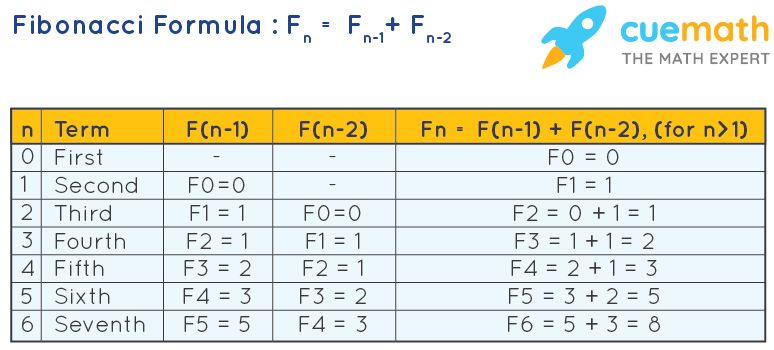 Fibonacci Formula : Fn = Fn-1+ Fn-2
cuemath
THE MATH EXPERT
n Term F(n-1) F(n-2) Fn = F(n-1) + F(n-2), (for n>1)
0 First - - F0 = 0
1 Second F0=0 - F1 = 1
2 Third F1 = 1 F0=0 F2 = 0 + 1 = 1
3 Fourth F2 = 1 F1 = 1 F3 = 1 + 1 = 2
4 Fifth F3 = 2 F2 = 1 F4 = 2 + 1 = 3
5 Sixth F4 = 3 F3 = 2 F5 = 3 + 2 = 5
6 Seventh F5 = 5 F4 = 3 F6 = 5 + 3 = 8